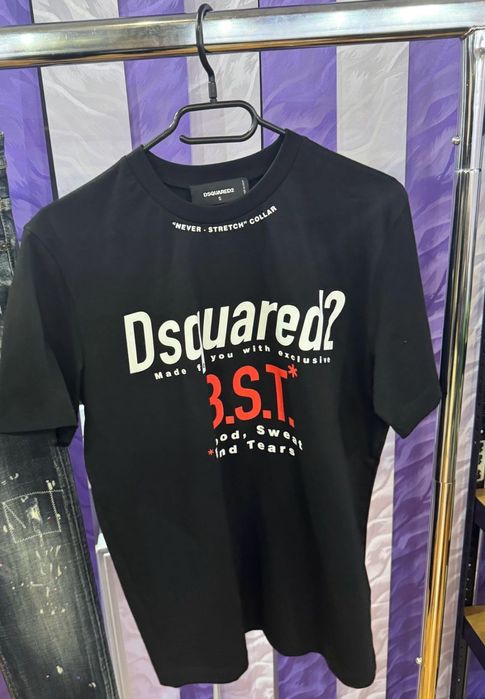 DSQUARED2
S
"NEVER - STRETCH" COLLAR
Dsquared2
Made you with exclusive
B.S.T.*
Sweat
Tears